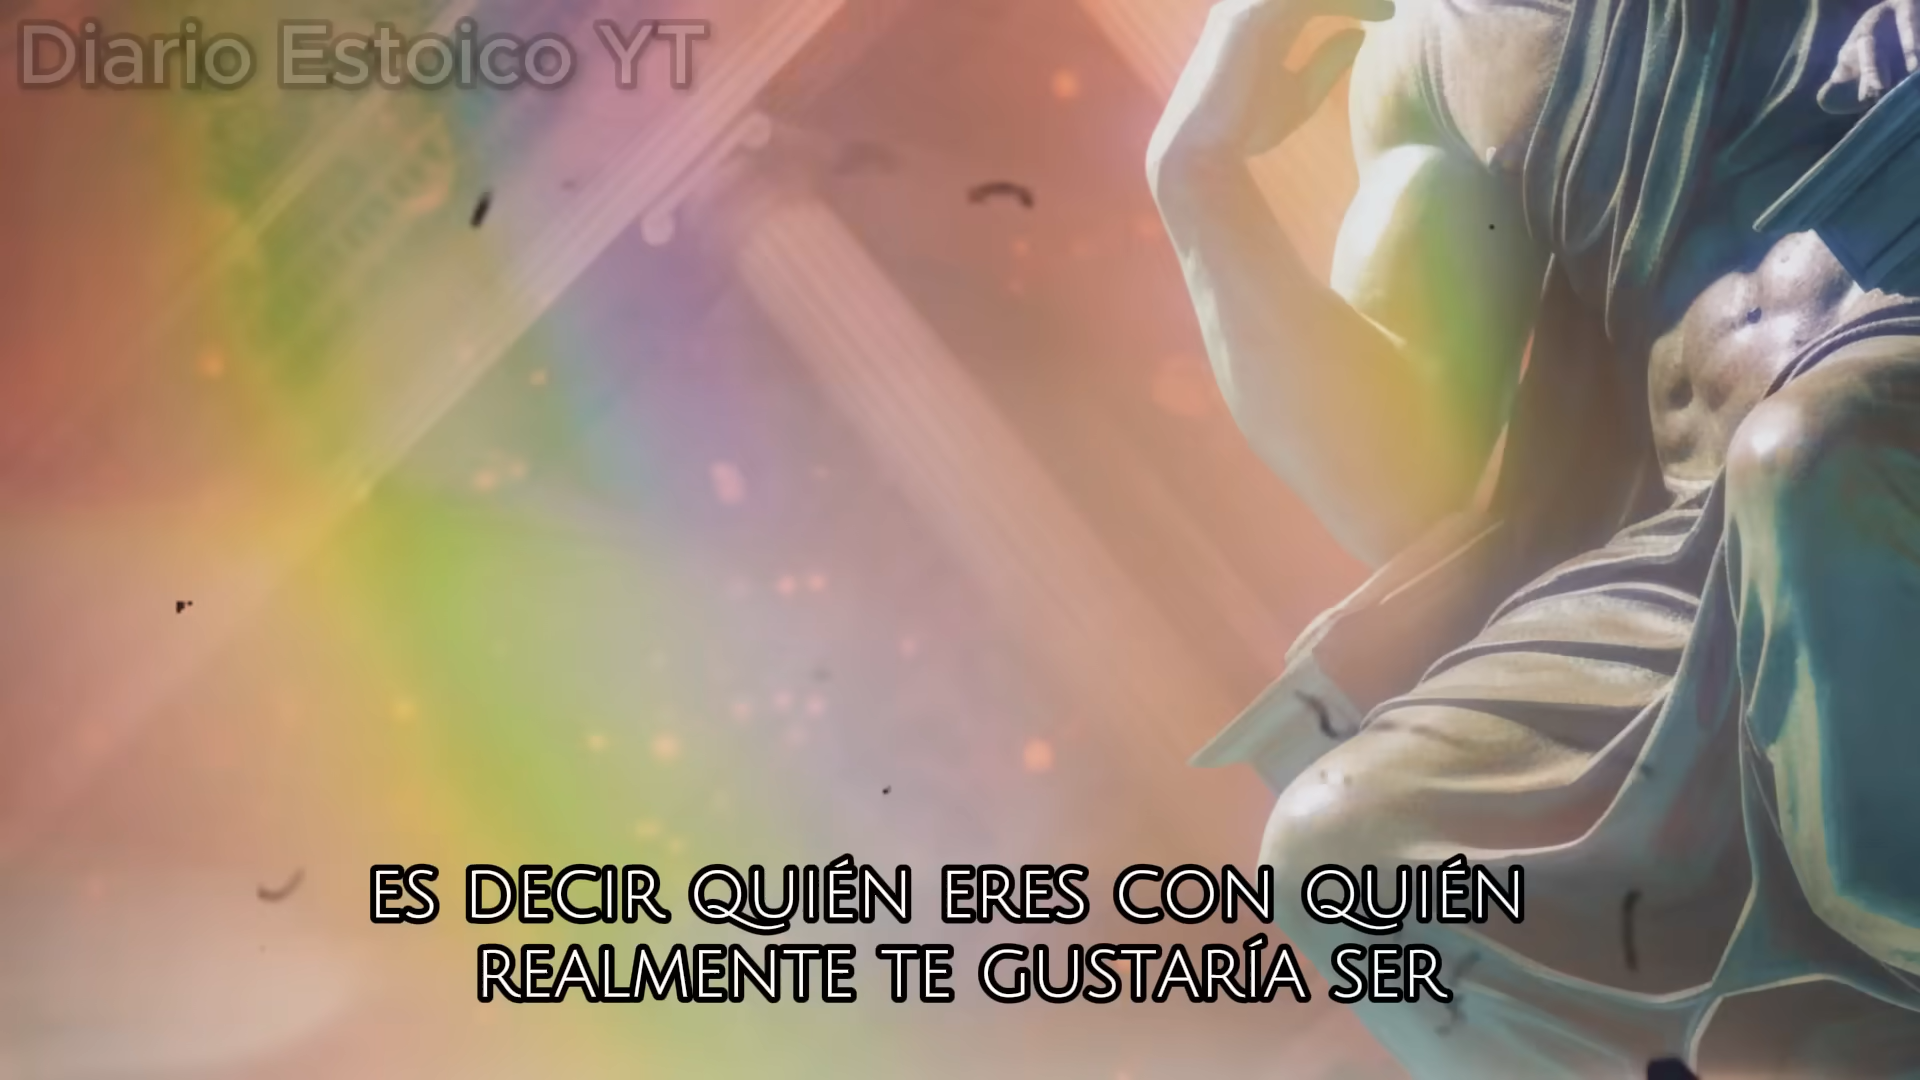 Diario Estoico YT
ES DECIR QUIÉN ERES CON QUIÉN
REALMENTE TE GUSTARÍA SER